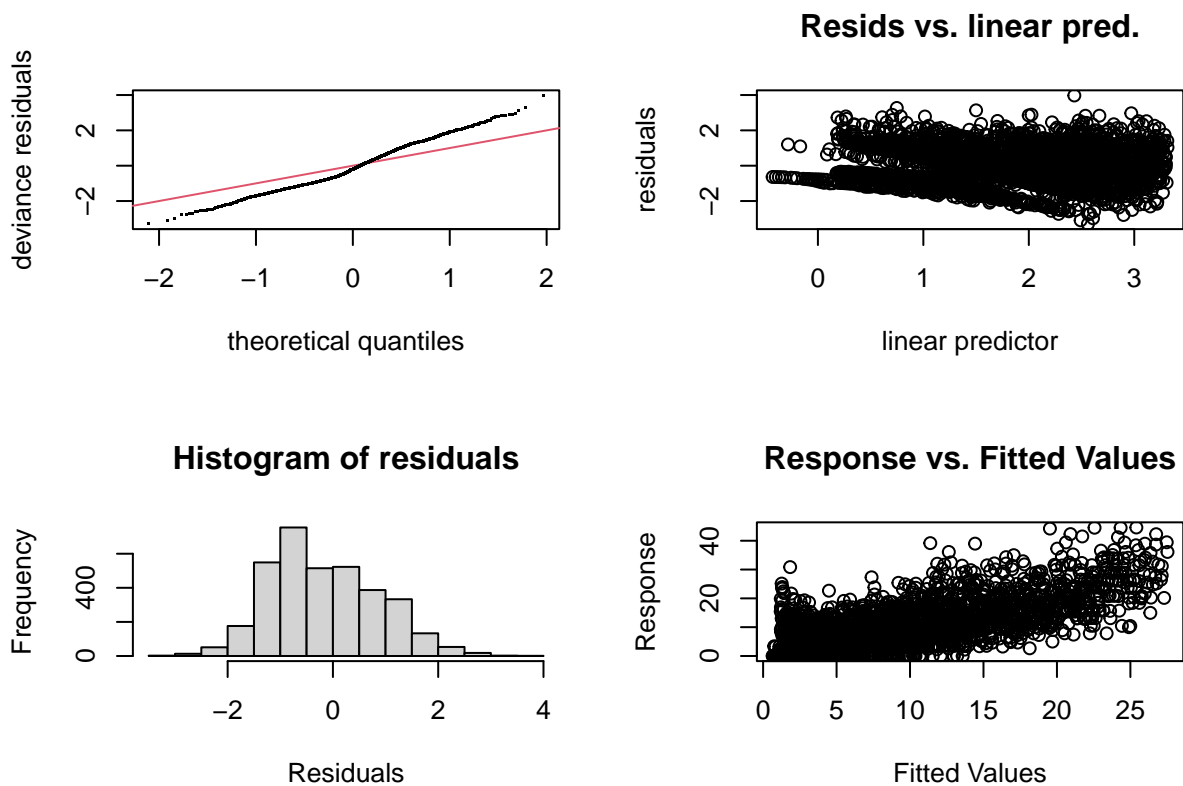 deviance residuals
2
−2
−2 −1 0 1 2
theoretical quantiles
Resids vs. linear pred.
residuals
2
−2
0 1 2 3
linear predictor
Histogram of residuals
Frequency
400
0
−2 0 2 4
Residuals
Response vs. Fitted Values
Response
40
20
0
0 5 10 15 20 25
Fitted Values